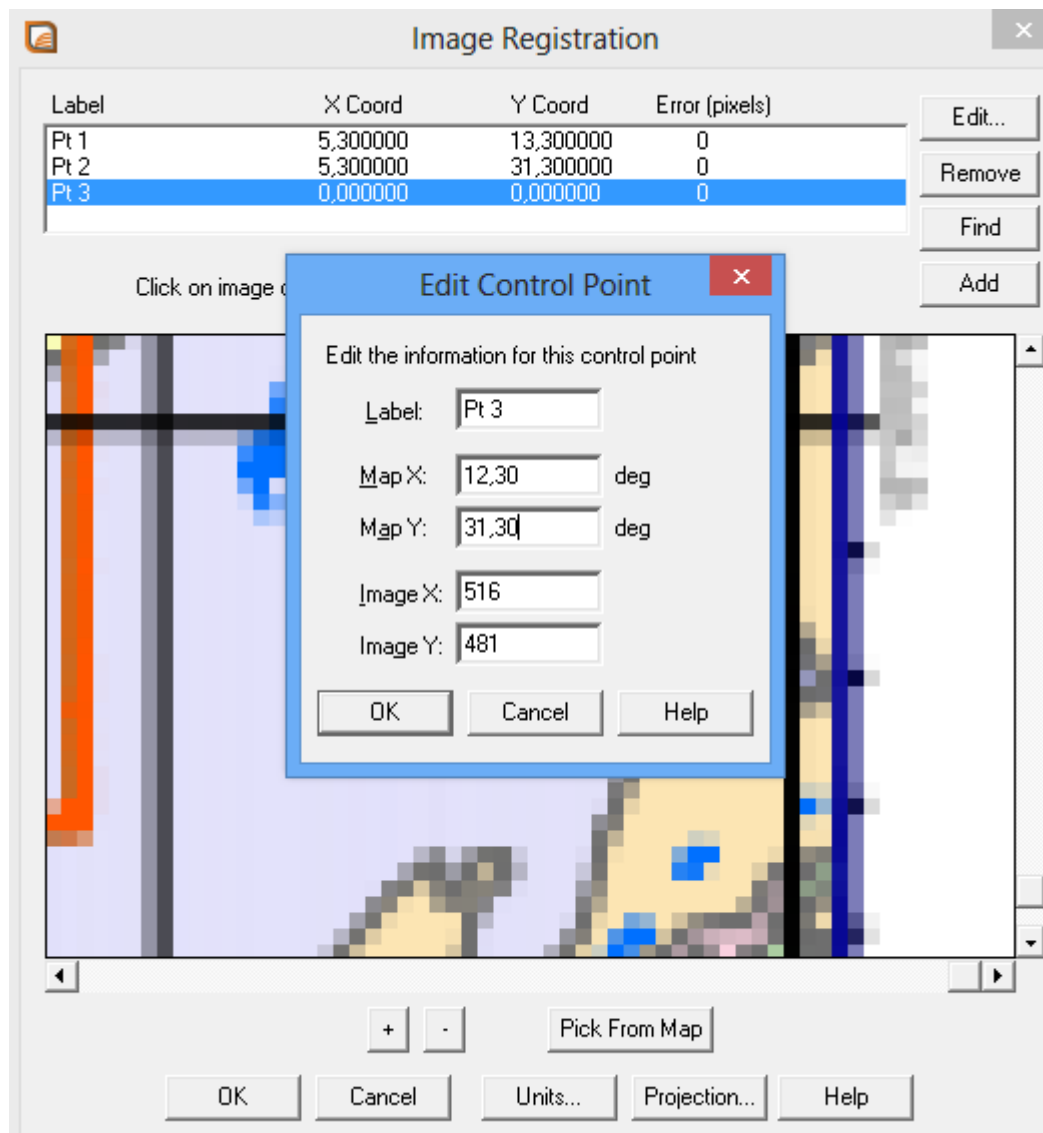 Image Registration
Label X Coord Y Coord Error (pixels)
Pt 1 5,300000 13,300000 0
Pt 2 5,300000 31,300000 0
Pt 3 0,000000 0,000000 0
Edit...
Remove
Find
Add
Click on image
Edit Control Point
Edit the information for this control point
Label: Pt 3
Map X: 12,30 deg
Map Y: 31,30 deg
Image X: 516
Image Y: 481
OK Cancel Help
+ - Pick From Map
OK Cancel Units... Projection... Help